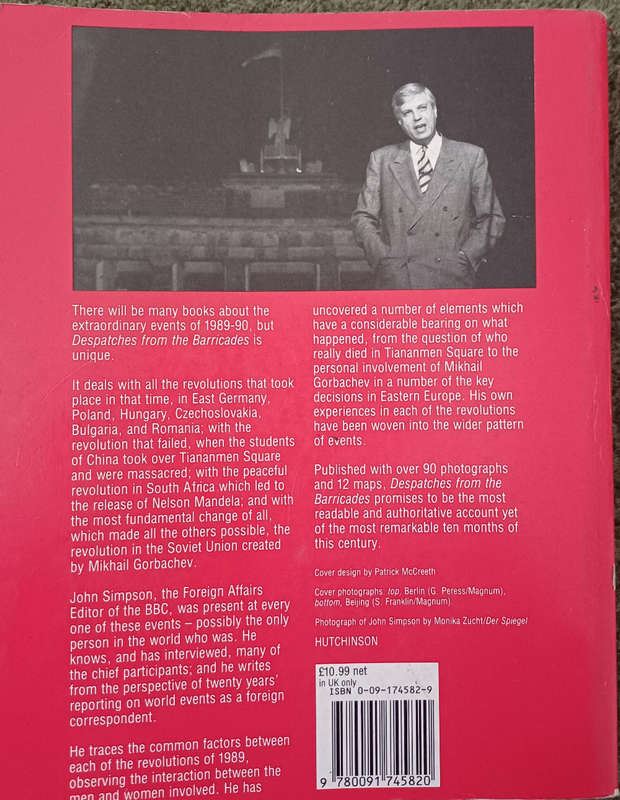 There will be many books about the
extraordinary events of 1989-90, but
Despatches from the Barricades is
unique.
It deals with all the revolutions that took
place in that time, in East Germany,
Poland, Hungary, Czechoslovakia,
Bulgaria, and Romania; with the
revolution that failed, when the students
of China took over Tiananmen Square
and were massacred; with the peaceful
revolution in South Africa which led to
the release of Nelson Mandela; and with
the most fundamental change of all,
which made all the others possible, the
revolution in the Soviet Union created
by Mikhail Gorbachev.
John Simpson, the Foreign Affairs
Editor of the BBC, was present at every
one of these events – possibly the only
person in the world who was. He
knows, and has interviewed, many of
the chief participants; and he writes
from the perspective of twenty years'
reporting on world events as a foreign
correspondent.
He traces the common factors between
each of the revolutions of 1989,
observing the interaction between the
men and women involved. He has
uncovered a number of elements which
have a considerable bearing on what
happened, from the question of who
really died in Tiananmen Square to the
personal involvement of Mikhail
Gorbachev in a number of the key
decisions in Eastern Europe. His own
experiences in each of the revolutions
have been woven into the wider pattern
of events.
Published with over 90 photographs
and 12 maps, Despatches from the
Barricades promises to be the most
readable and authoritative account yet
of the most remarkable ten months of
this century.
Cover design by Patrick McCreeth
Cover photographs: top, Berlin (G. Peress/Magnum),
bottom, Beijing (S. Franklin/Magnum).
Photograph of John Simpson by Monika Zucht/Der Spiegel
HUTCHINSON
£10.99 net
in UK only
ISBN 0-09-174582-9
9 780091 745820